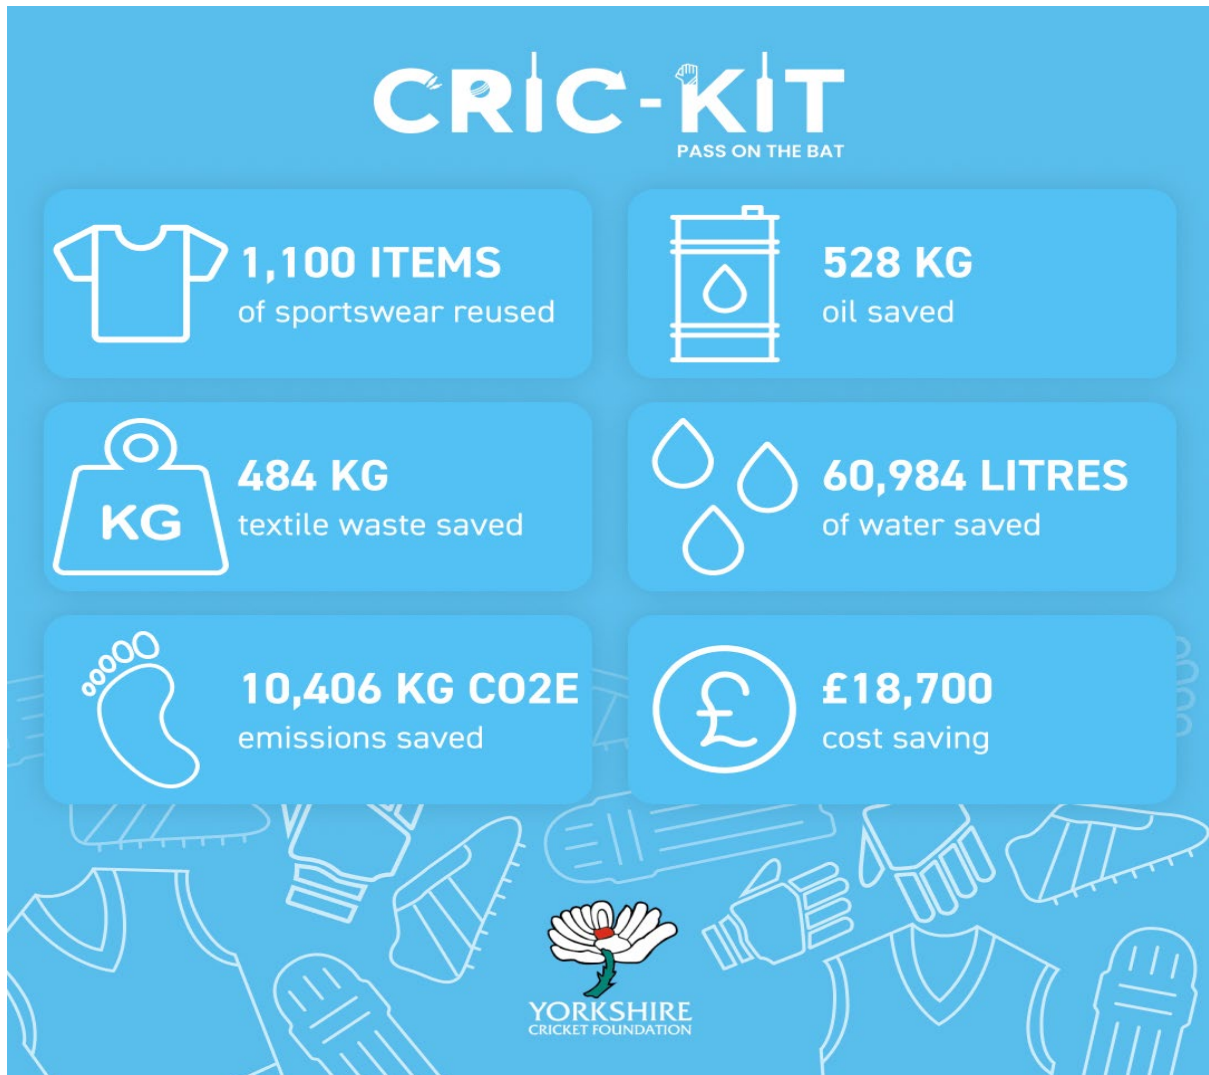 CRIC-KIT
PASS ON THE BAT
1,100 ITEMS
of sportswear reused
528 KG
oil saved
KG
484 KG
textile waste saved
60,984 LITRES
of water saved
10,406 KG CO2E
emissions saved
£
£18,700
cost saving
YORKSHIRE
CRICKET FOUNDATION